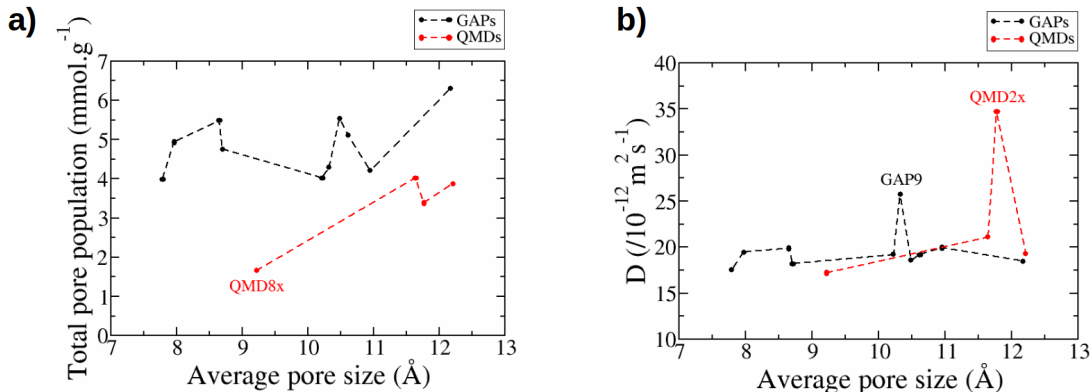 a)
GAPs
QMDs
Total pore population (mmol.g-1)
7
6
5
4
3
2
1
0
QMD8x
7 8 9 10 11 12 13
Average pore size (Å)
b)
GAPs
QMDs
D (/10-12 m2 s-1)
40
35
30
25
20
15
10
QMD2x
GAP9
7 8 9 10 11 12 13
Average pore size (Å)